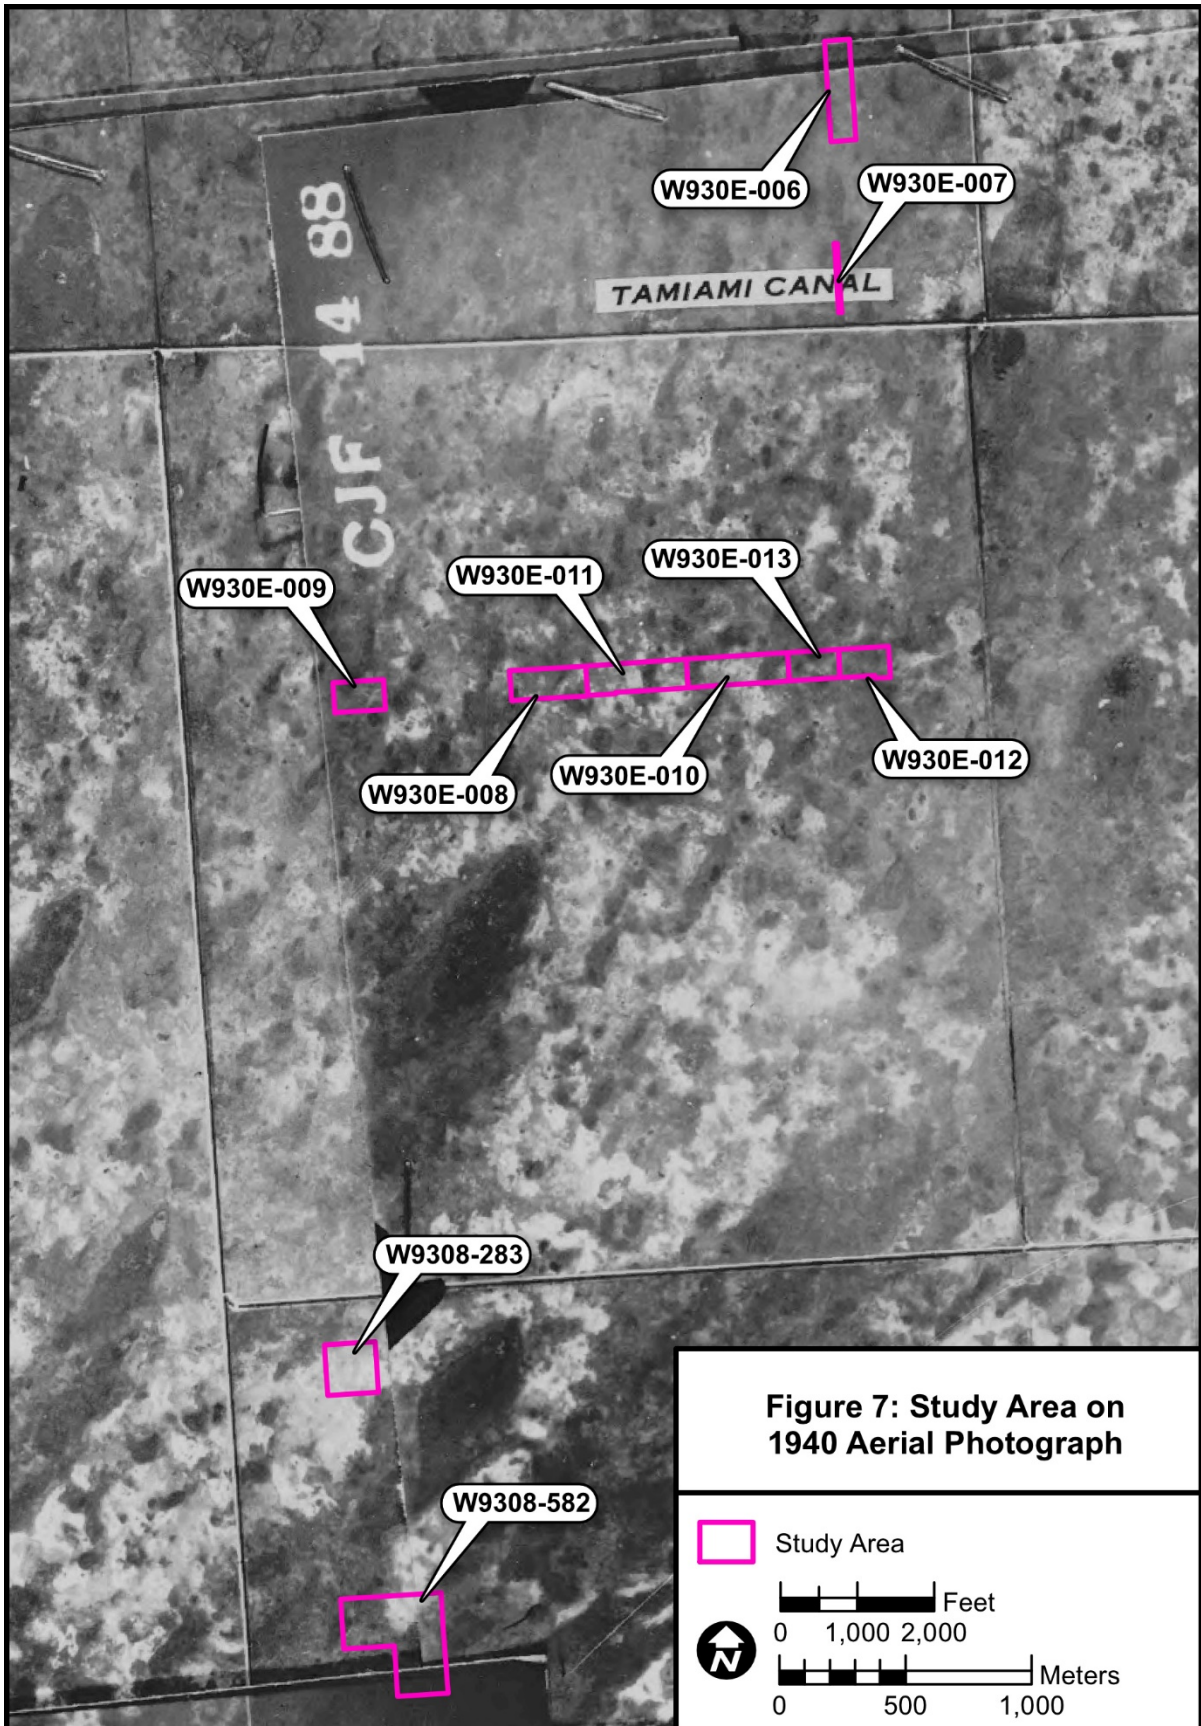 W930E-006
W930E-007
CJF 14 88
TAMIAMI CANAL
W930E-013
W930E-011
W930E-009
W930E-012
W930E-010
W930E-008
W9308-283
W9308-582
Figure 7: Study Area on
1940 Aerial Photograph
Study Area
Feet
0 1,000 2,000
N
Meters
0 500 1,000